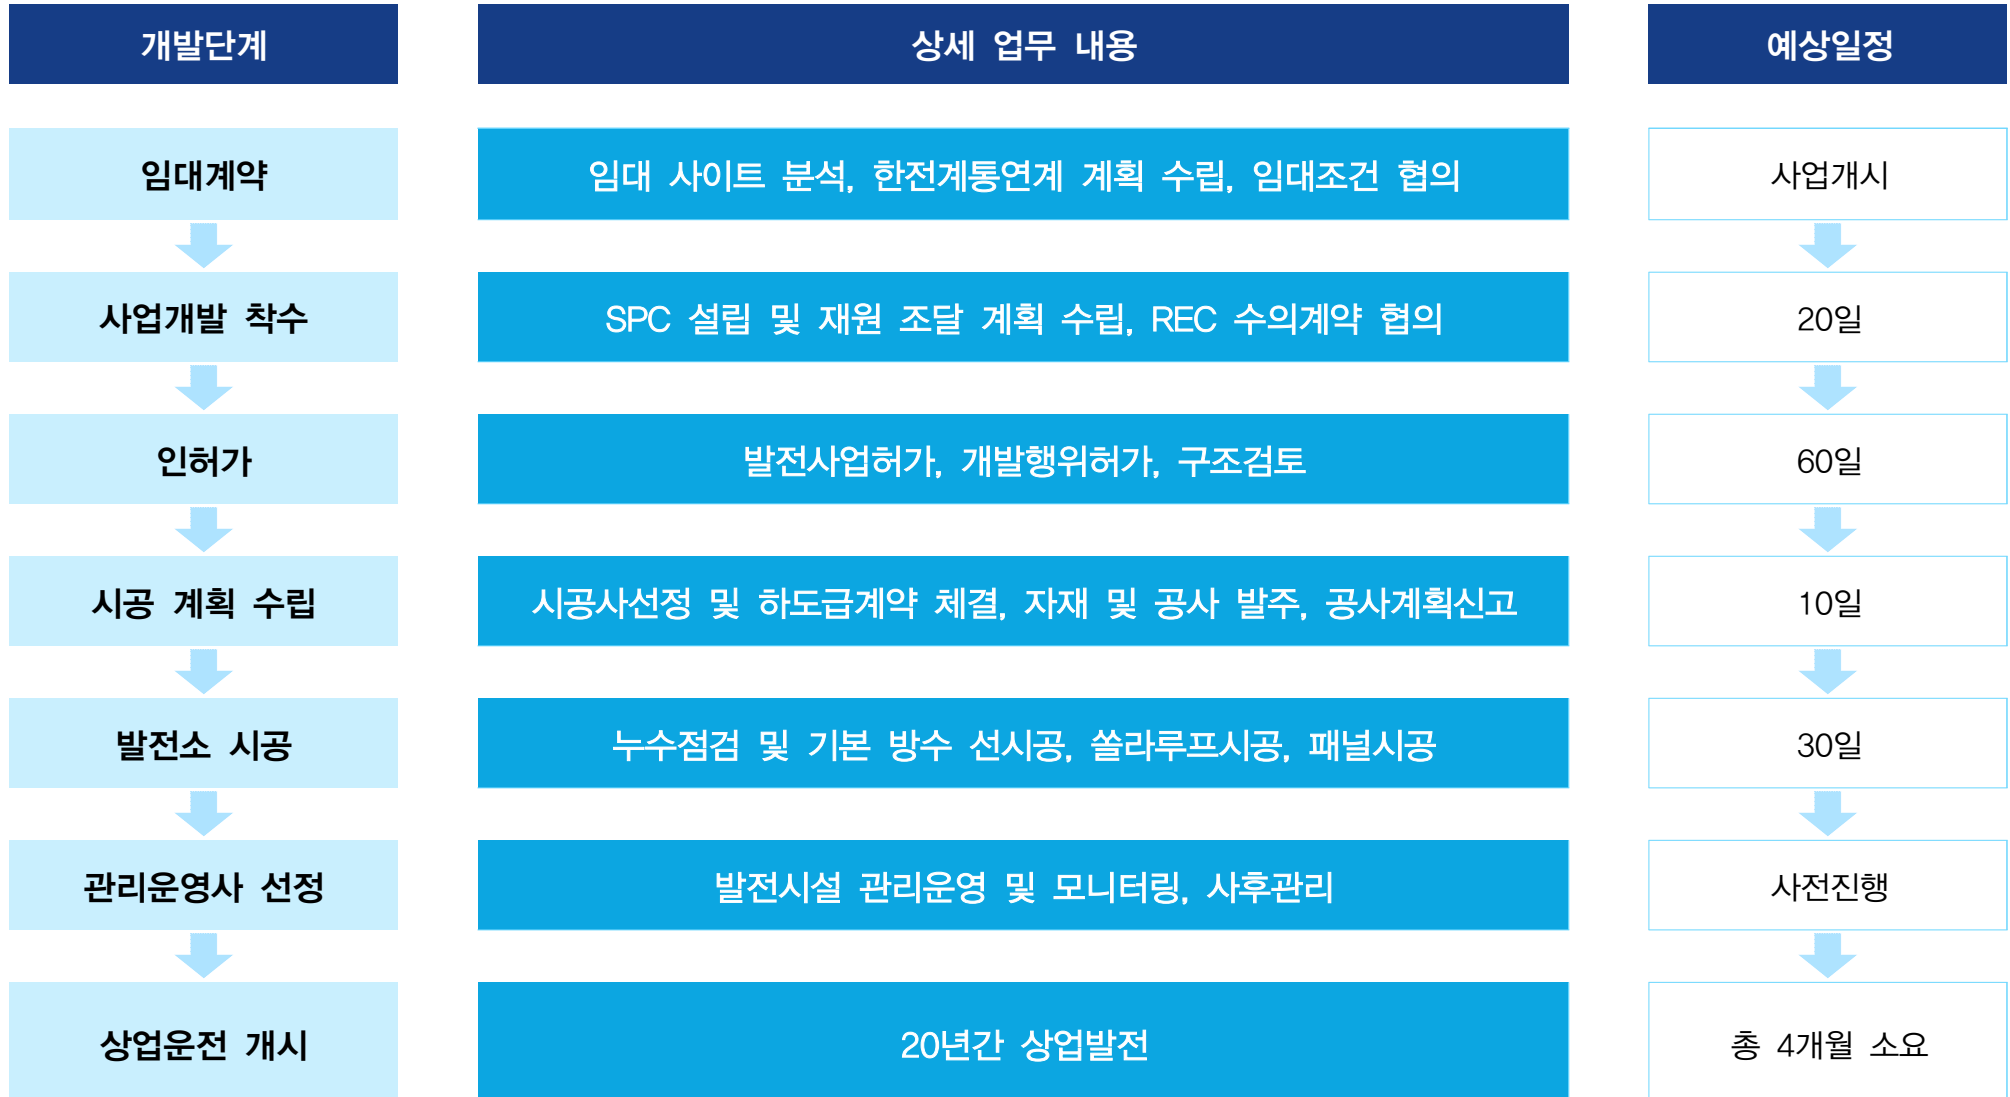 개발단계 상세 업무 내용 예상일정
임대계약 임대 사이트 분석, 한전계통연계 계획 수립, 임대조건 협의 사업개시
사업개발 착수 SPC 설립 및 재원 조달 계획 수립, REC 수의계약 협의 20일
인허가 발전사업허가, 개발행위허가, 구조검토 60일
시공 계획 수립 시공사선정 및 하도급계약 체결, 자재 및 공사 발주, 공사계획신고 10일
발전소 시공 누수점검 및 기본 방수 선시공, 쏠라루프시공, 패널시공 30일
관리운영사 선정 발전시설 관리운영 및 모니터링, 사후관리 사전진행
상업운전 개시 20년간 상업발전 총 4개월 소요